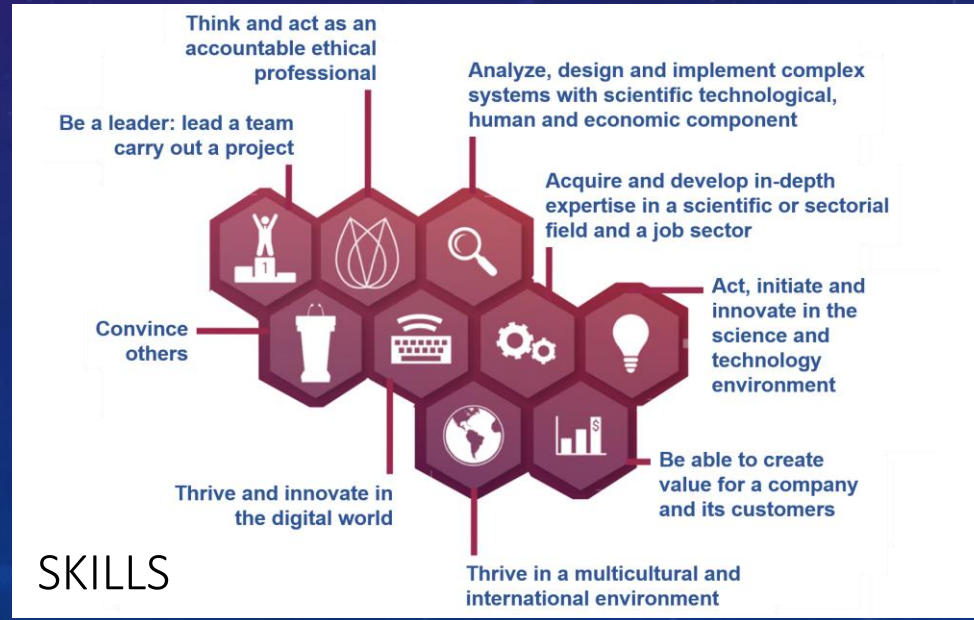 Think and act as an
accountable ethical
professional
Analyze, design and implement complex
systems with scientific technological,
human and economic component
Be a leader: lead a team
carry out a project
Acquire and develop in-depth
expertise in a scientific or sectorial
field and a job sector
1
Act, initiate and
innovate in the
science and
technology
environment
Convince
others
$
Be able to create
value for a company
and its customers
Thrive and innovate in
the digital world
SKILLS
Thrive in a multicultural and
international environment